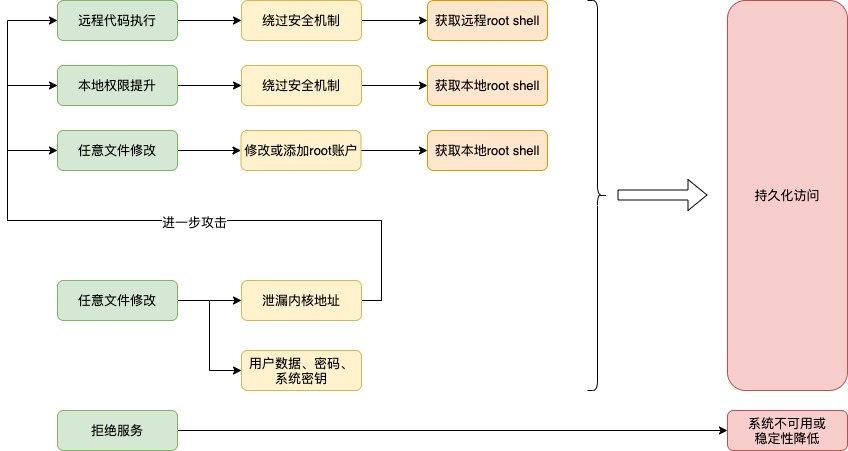 远程代码执行
绕过安全机制
获取远程root shell
本地权限提升
绕过安全机制
获取本地root shell
任意文件修改
修改或添加root账户
获取本地root shell
持久化访问
进一步攻击
任意文件修改
泄漏内核地址
用户数据、密码、
系统密钥
拒绝服务
系统不可用或
稳定性降低